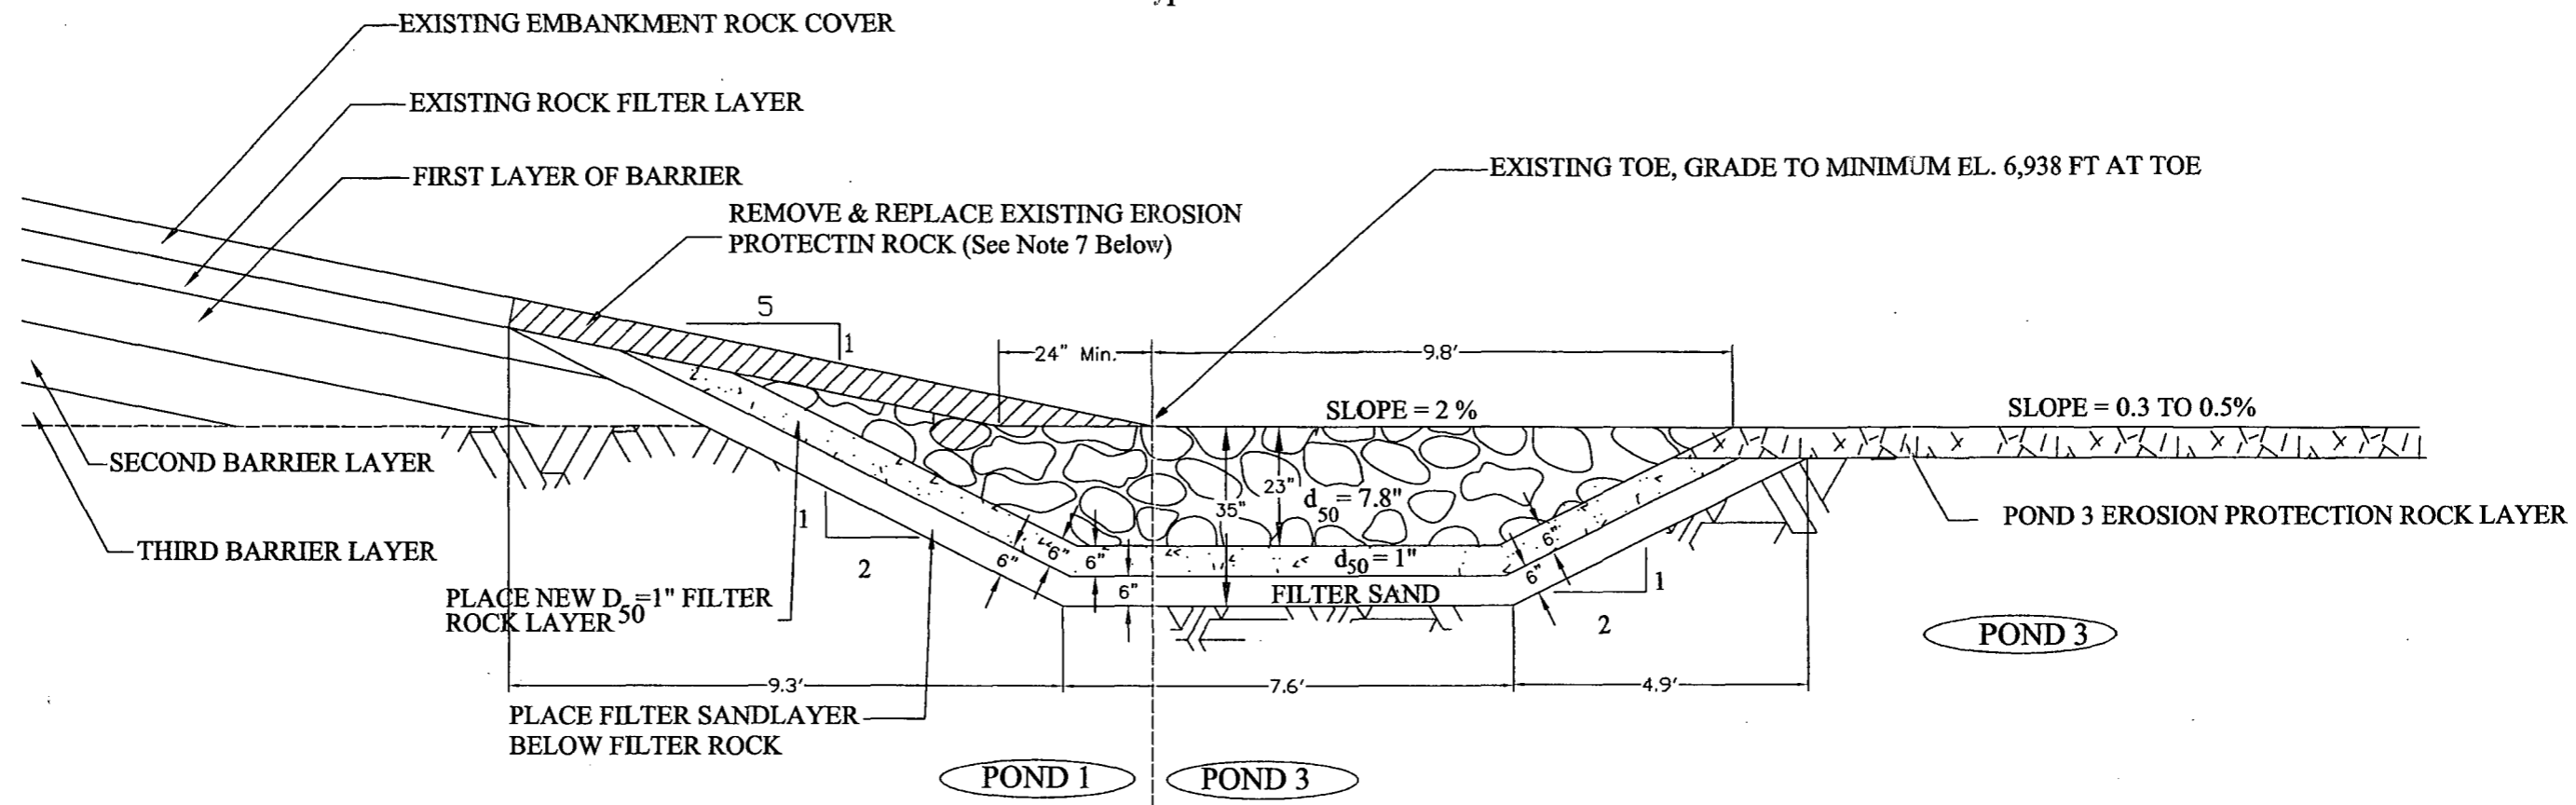 EXISTING EMBANKMENT ROCK COVER
EXISTING ROCK FILTER LAYER
FIRST LAYER OF BARRIER
REMOVE & REPLACE EXISTING EROSION
PROTECTIN ROCK (See Note 7 Below)
EXISTING TOE, GRADE TO MINIMUM EL. 6,938 FT AT TOE
5
1
24" Min.
9.8'
SLOPE = 2 %
SLOPE = 0.3 TO 0.5%
SECOND BARRIER LAYER
THIRD BARRIER LAYER
23"
d50 = 7.8"
35"
POND 3 EROSION PROTECTION ROCK LAYER
1
2
6"
6"
6"
6"
d50 = 1"
FILTER SAND
6"
6"
1
2
PLACE NEW D50=1" FILTER
ROCK LAYER
POND 3
9.3'
7.6'
4.9'
PLACE FILTER SANDLAYER
BELOW FILTER ROCK
POND 1
POND 3